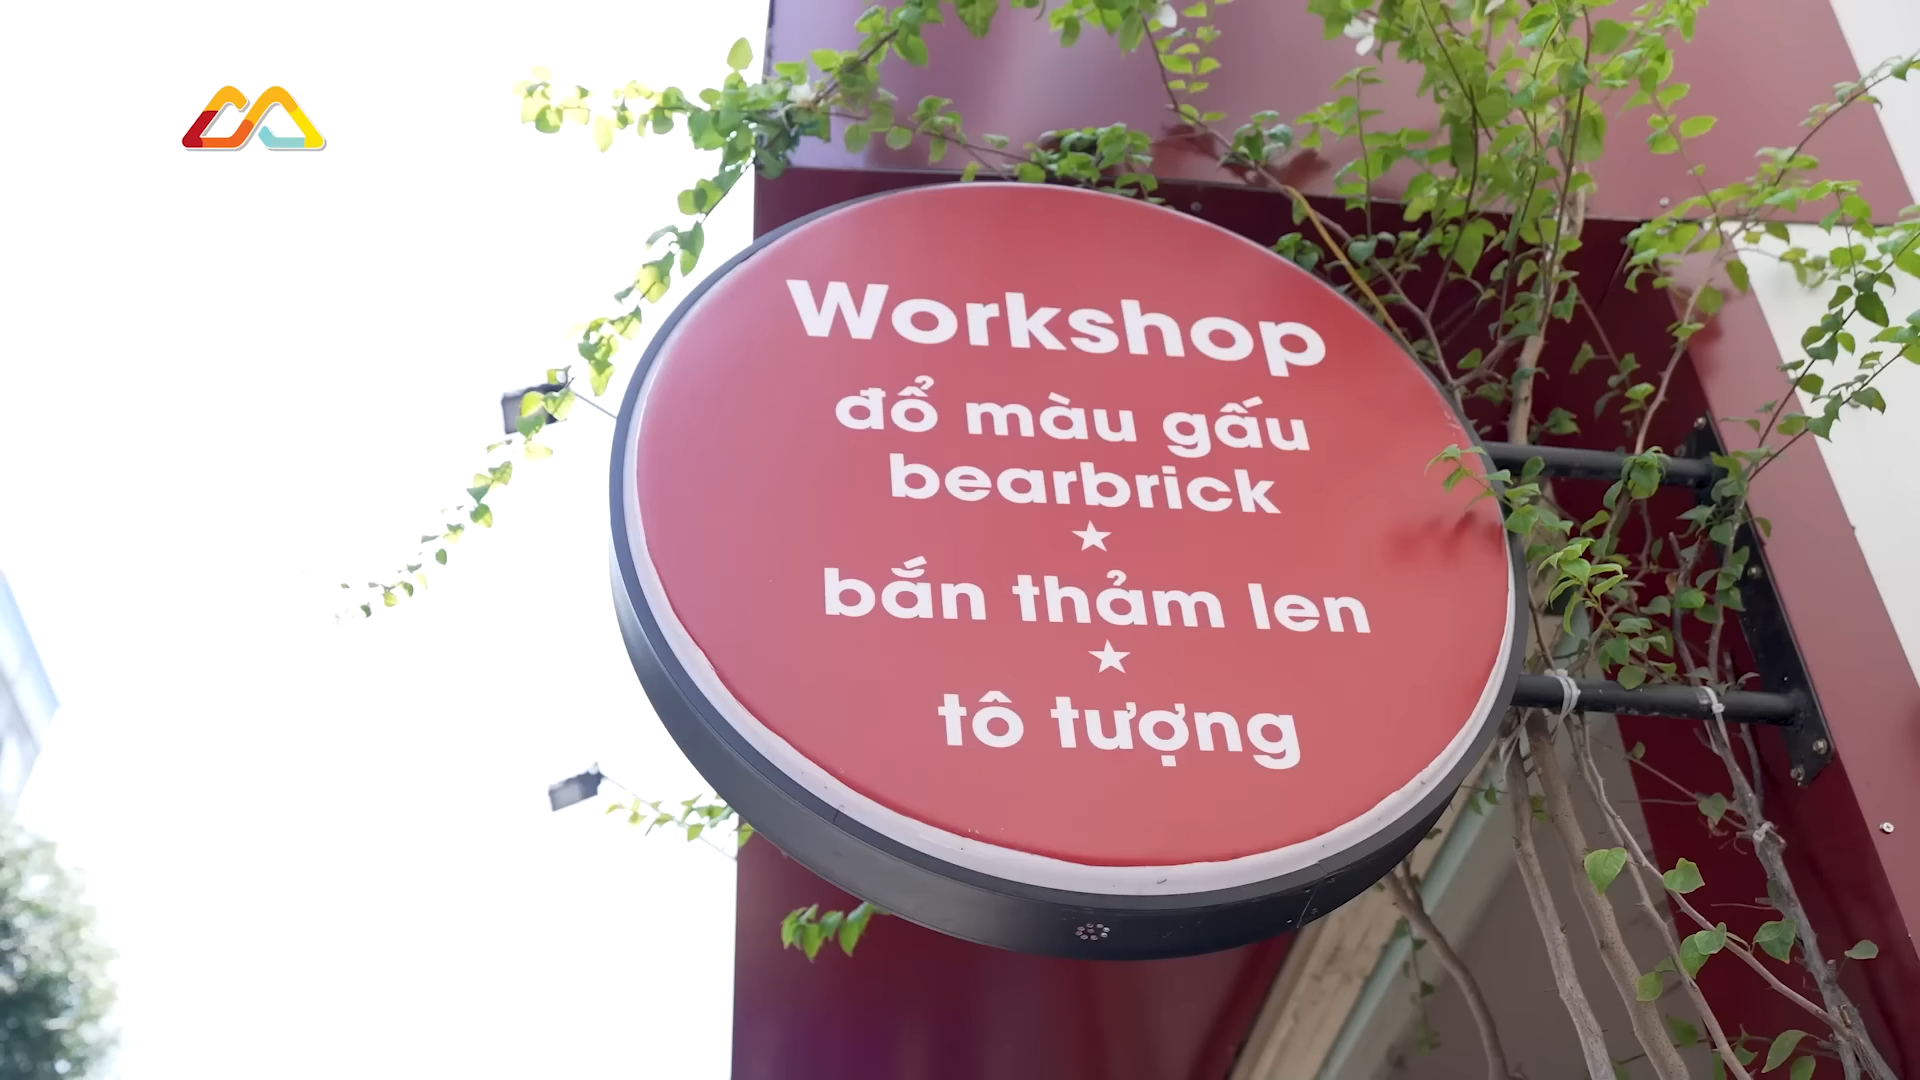 Workshop
đổ màu gấu
bearbrick
★
bắn thảm len
★
tô tượng